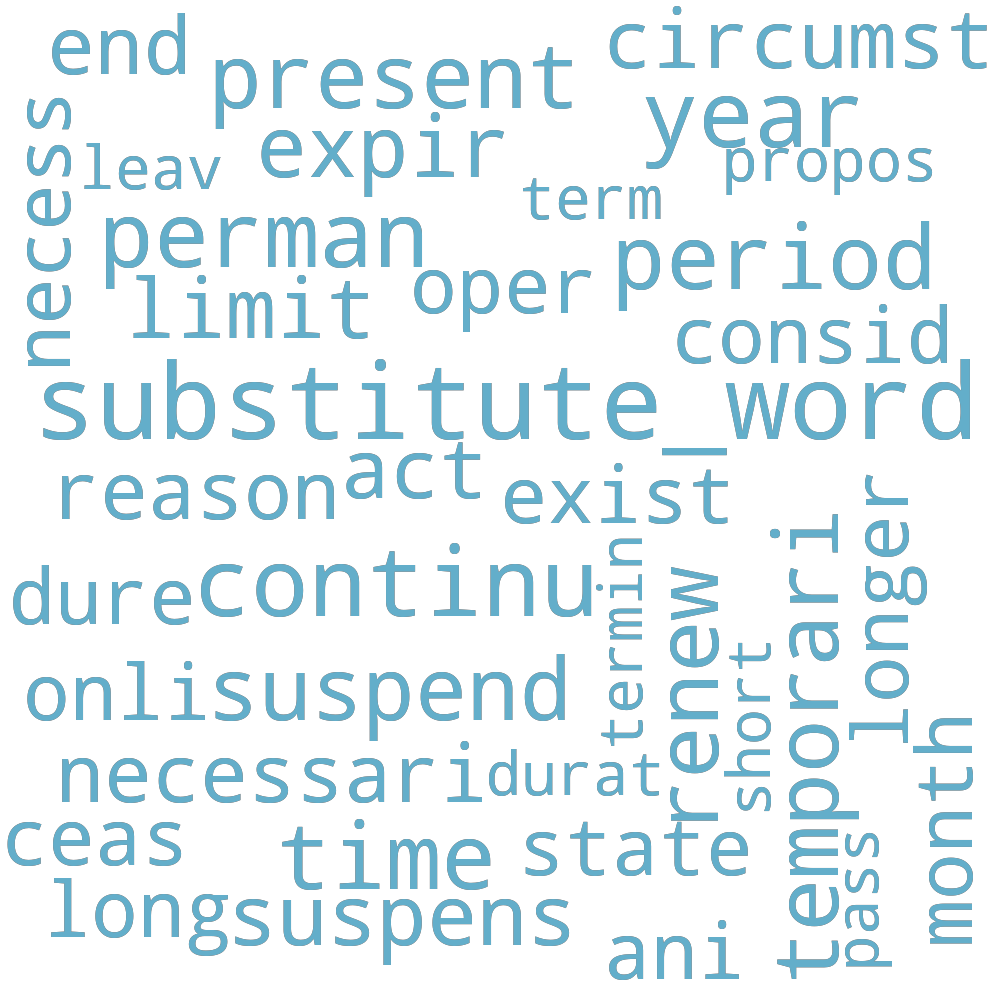 end
present
circumst
necess
leav
expir
year
propos
term
perman
period
limit
oper
consid
substitute_word
reason
act
exist
dure
continu
termin
renew
temporari
longer
onli
suspend
short
necessari
durat
month
ceas
time
state
pass
long
suspens
ani